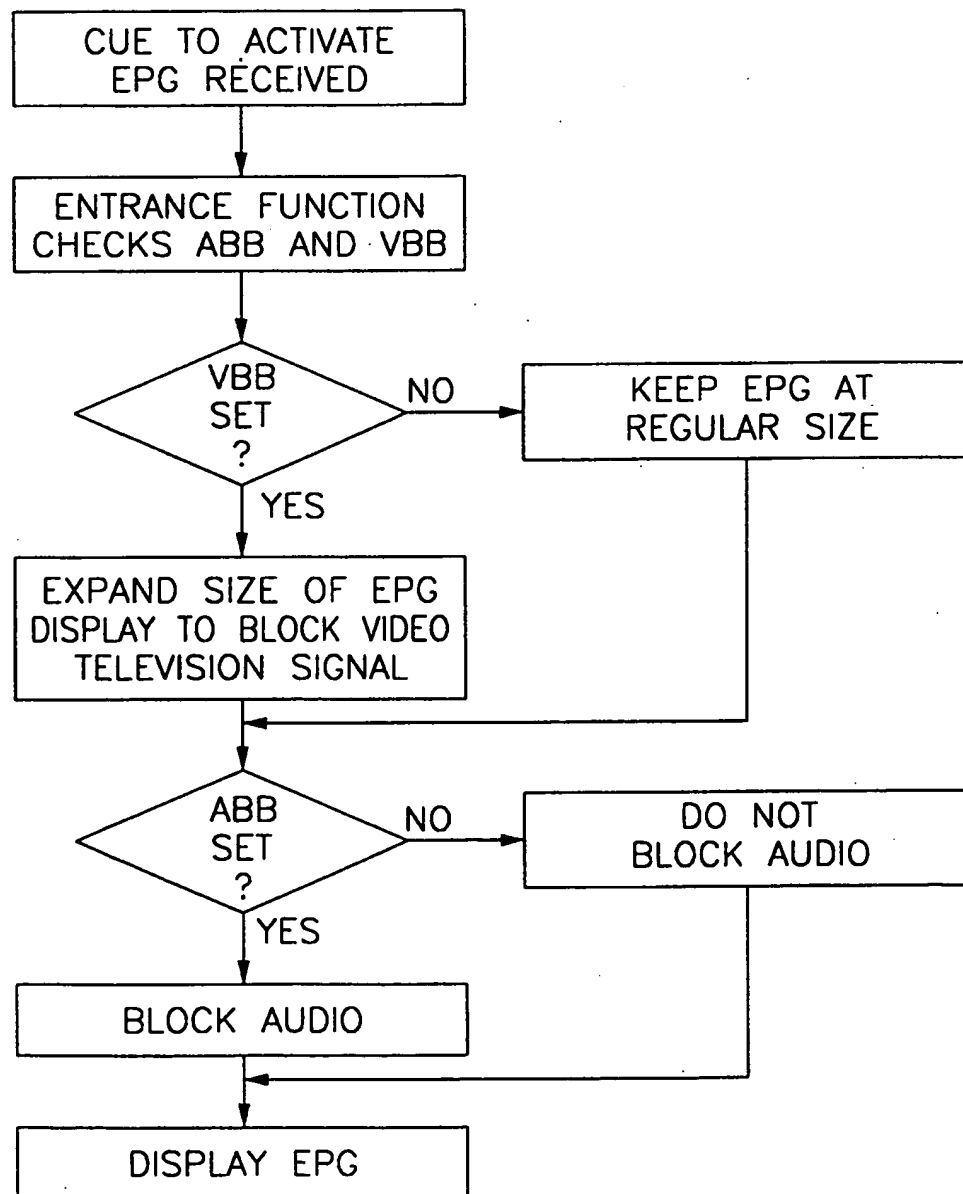 CUE TO ACTIVATE
EPG RECEIVED
ENTRANCE FUNCTION
CHECKS ABB AND VBB
VBB
SET
?
NO
KEEP EPG AT
REGULAR SIZE
YES
EXPAND SIZE OF EPG
DISPLAY TO BLOCK VIDEO
TELEVISION SIGNAL
ABB
SET
?
NO
DO NOT
BLOCK AUDIO
YES
BLOCK AUDIO
DISPLAY EPG